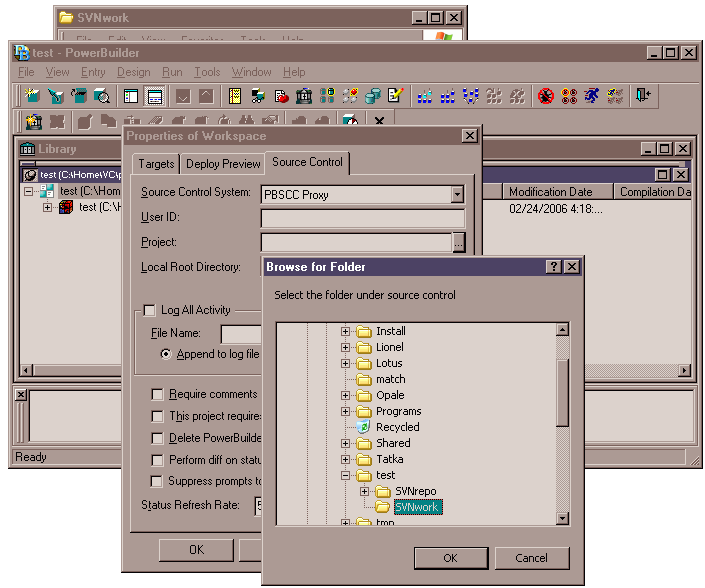 SVNwork
File Edit View Favorites Tools Help
test - PowerBuilder
File View Entry Design Run Tools Window Help
Properties of Workspace
Library
Targets Deploy Preview Source Control
test (C:\Home\VC\p
Source Control System: PBSCC Proxy
Modification Date Compilation Da
test (C:\Hom
User ID:
test (C:\H
02/24/2006 4:18:...
Project: ...
Local Root Directory:
Browse for Folder
Select the folder under source control
Log All Activity
File Name:
Append to log file
Install
Lionel
Lotus
match
Opale
Programs
Recycled
Shared
Tatka
test
SVNrepo
SVNwork
tmp
Require comments
This project require
Delete PowerBuilde
Perform diff on statu
Suppress prompts to
Status Refresh Rate: 5
Ready
OK
OK Cancel